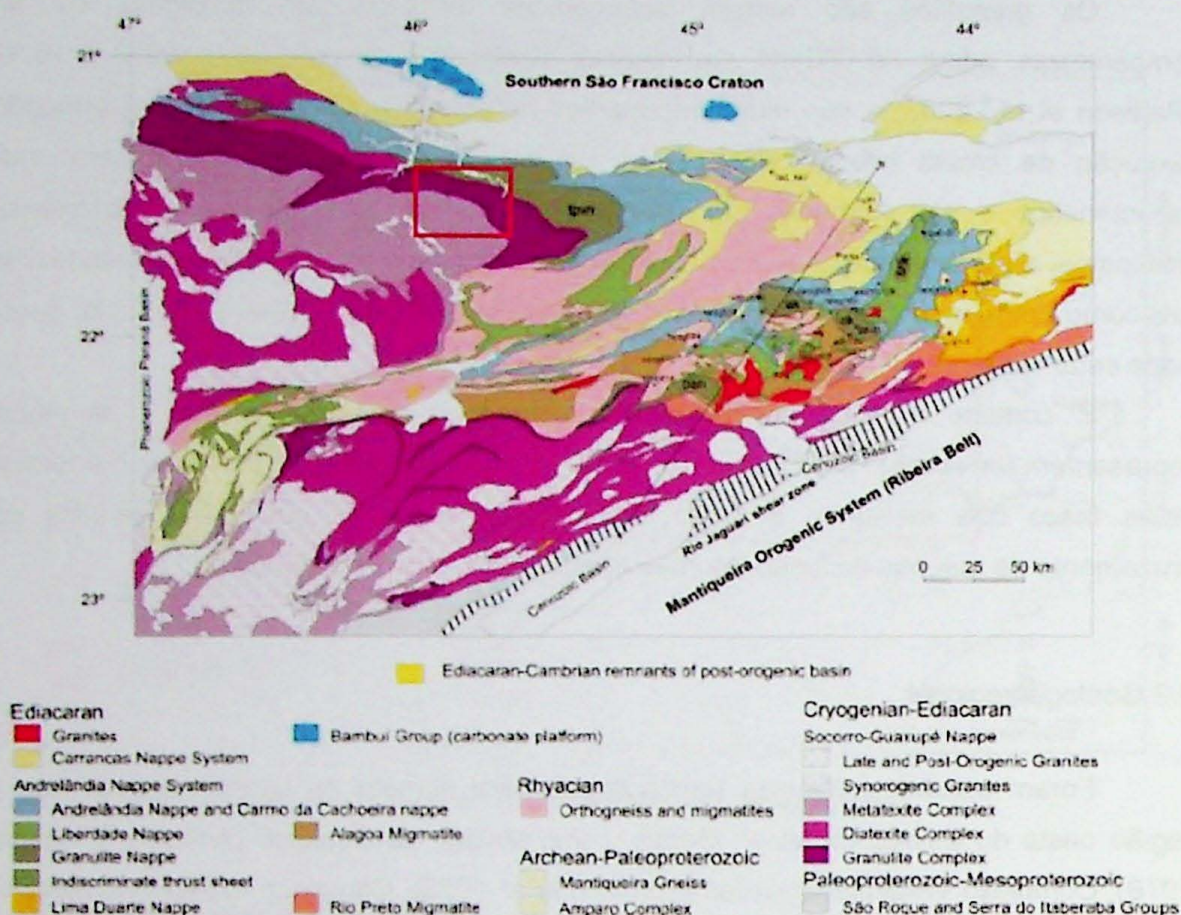 47° 46° 45° 44°
21°
Southern São Francisco Craton
tpn
Phanerozoic Paraná Basin
22°
pan
Cenozoic Basin
Rio Jaguari shear zone
Mantiqueira Orogenic System (Ribeira Belt)
0 25 50 km
Cenozoic Basin
23°
Ediacaran-Cambrian remnants of post-orogenic basin
Ediacaran
Granites
Carrancas Nappe System
Andrelândia Nappe System
Andrelândia Nappe and Carmo da Cachoeira nappe
Liberdade Nappe
Granulite Nappe
Indiscriminate thrust sheet
Lima Duarte Nappe
Bambuí Group (carbonate platform)
Alagoa Migmatite
Rio Preto Migmatite
Rhyacian
Orthogneiss and migmatites
Archean-Paleoproterozoic
Mantiqueira Gneiss
Amparo Complex
Cryogenian-Ediacaran
Socorro-Guaxupé Nappe
Late and Post-Orogenic Granites
Synorogenic Granites
Metatexite Complex
Diatexite Complex
Granulite Complex
Paleoproterozoic-Mesoproterozoic
São Roque and Serra do Itaberaba Groups